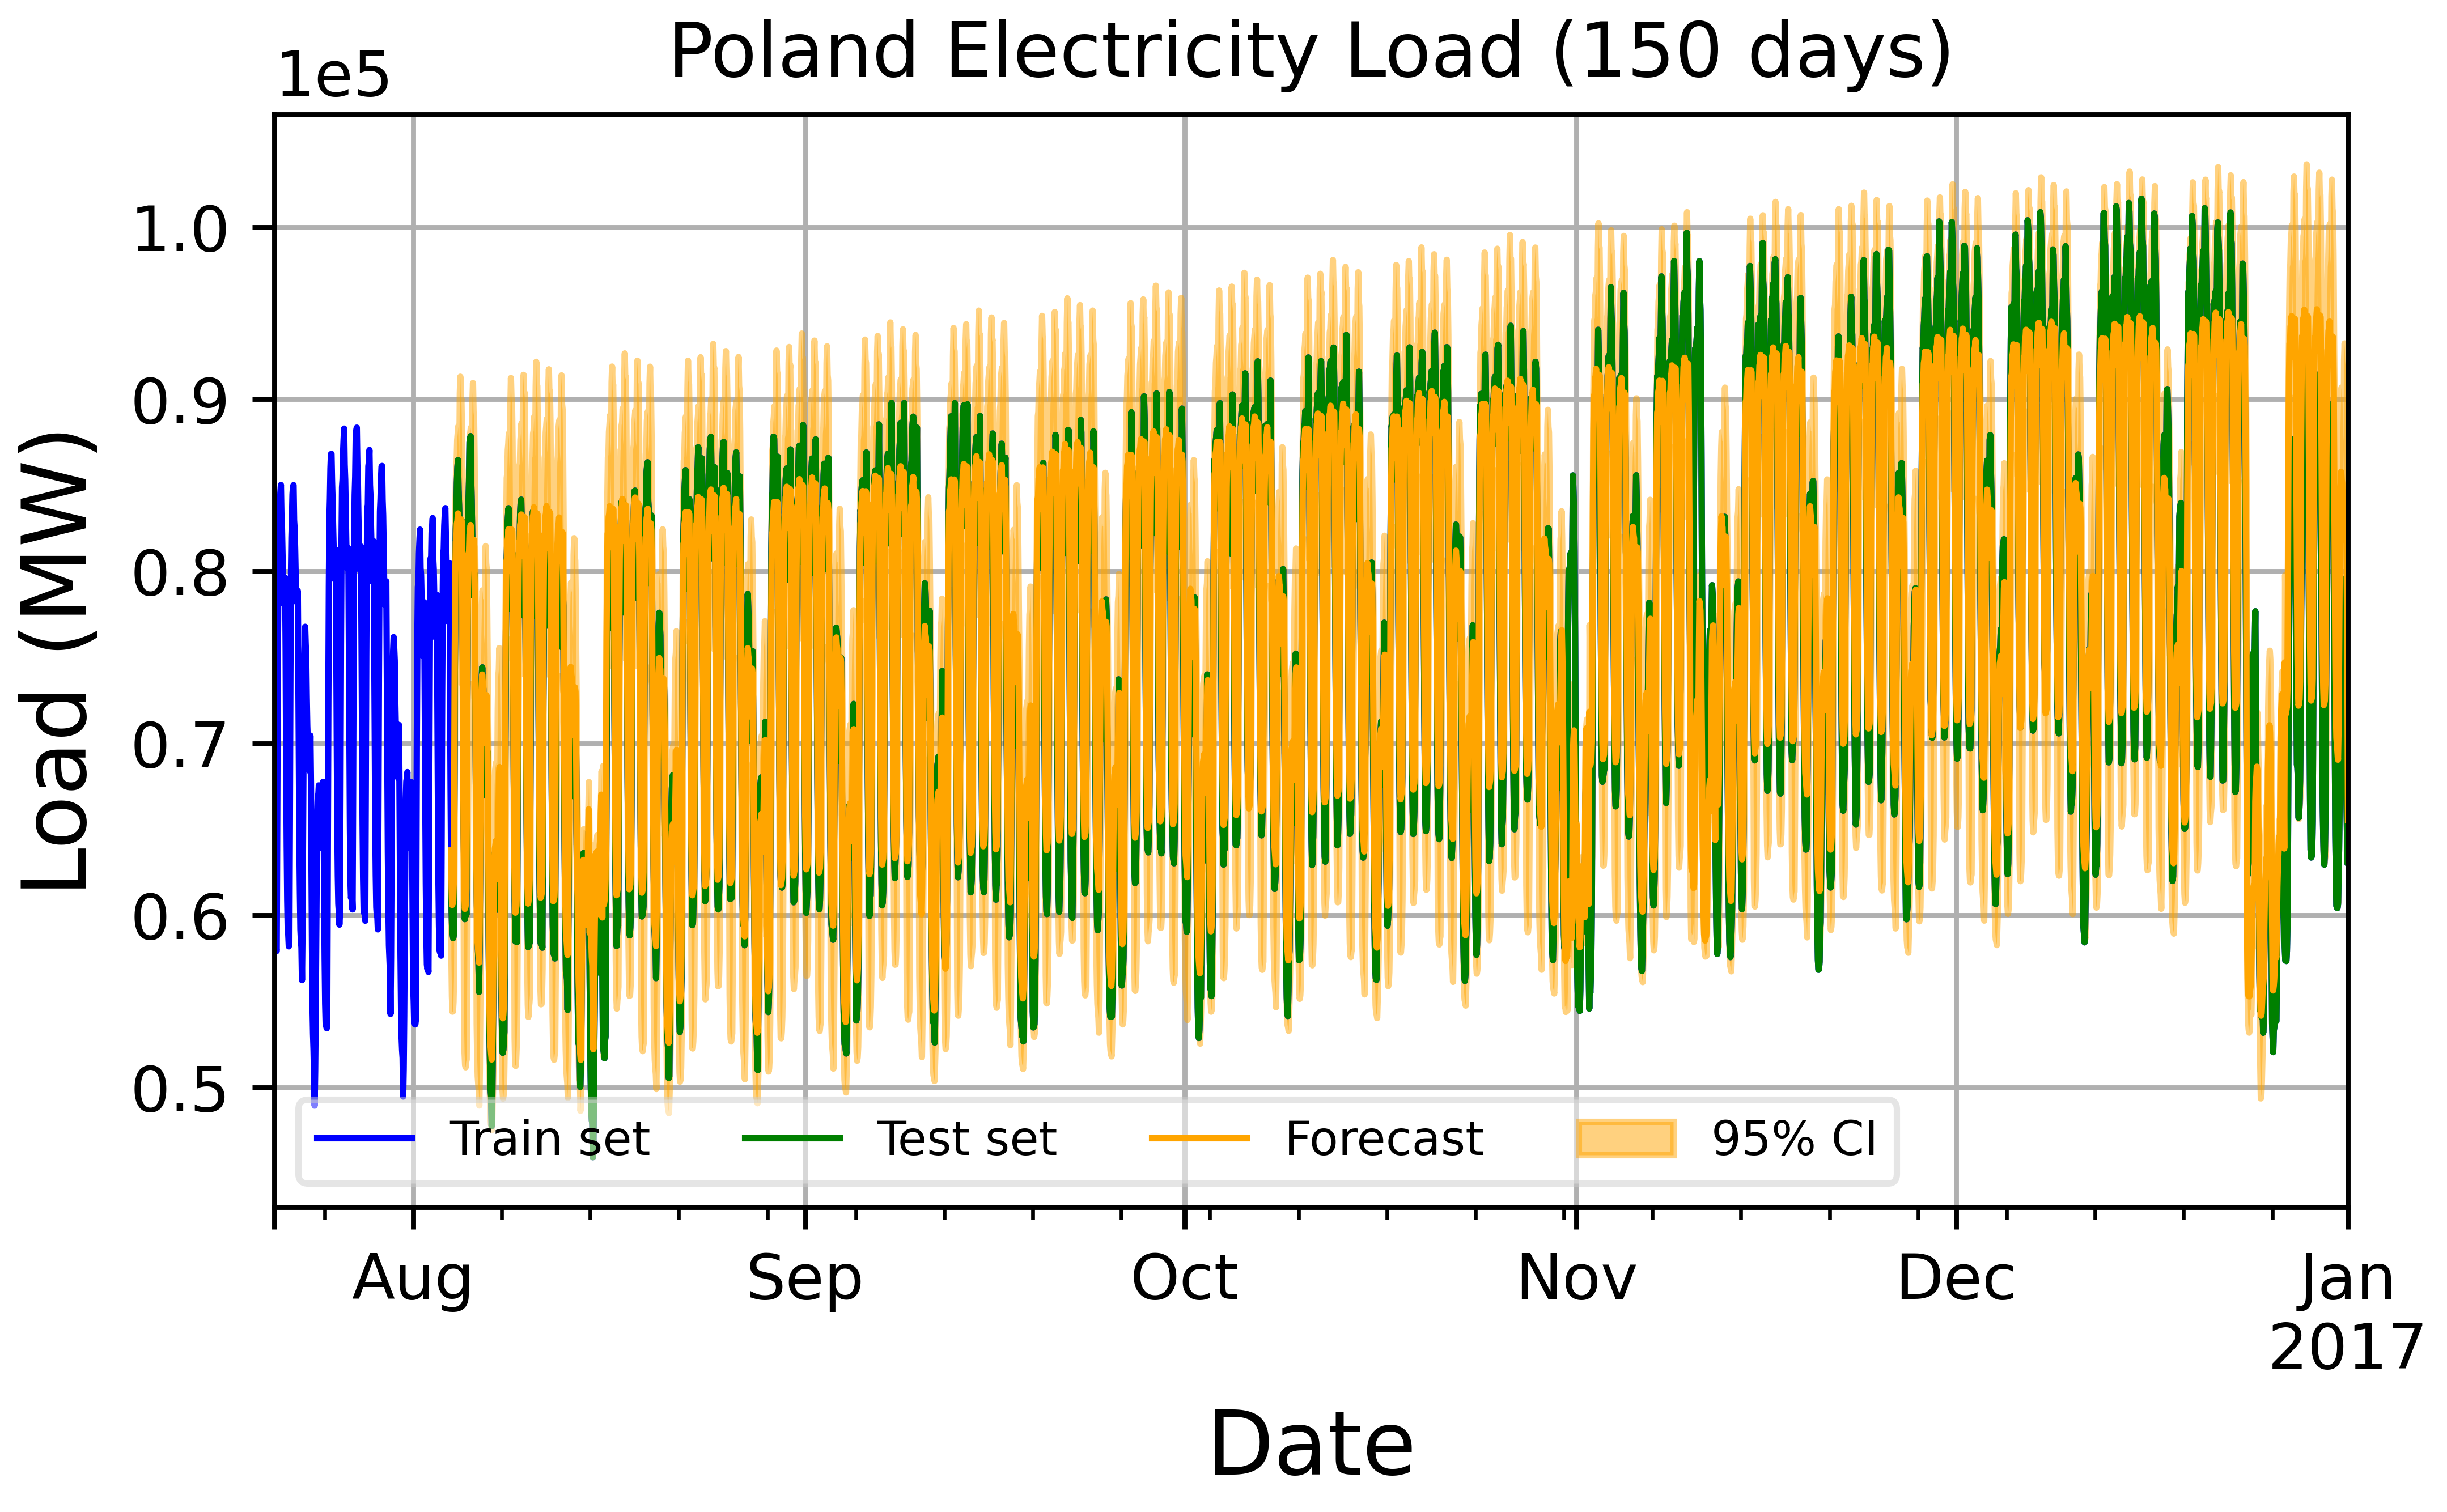 Poland Electricity Load (150 days)
1e5
1.0
0.9
0.8
0.7
0.6
0.5
Load (MW)
Train set
Test set
Forecast
95% CI
Aug
Sep
Oct
Nov
Dec
Jan
2017
Date